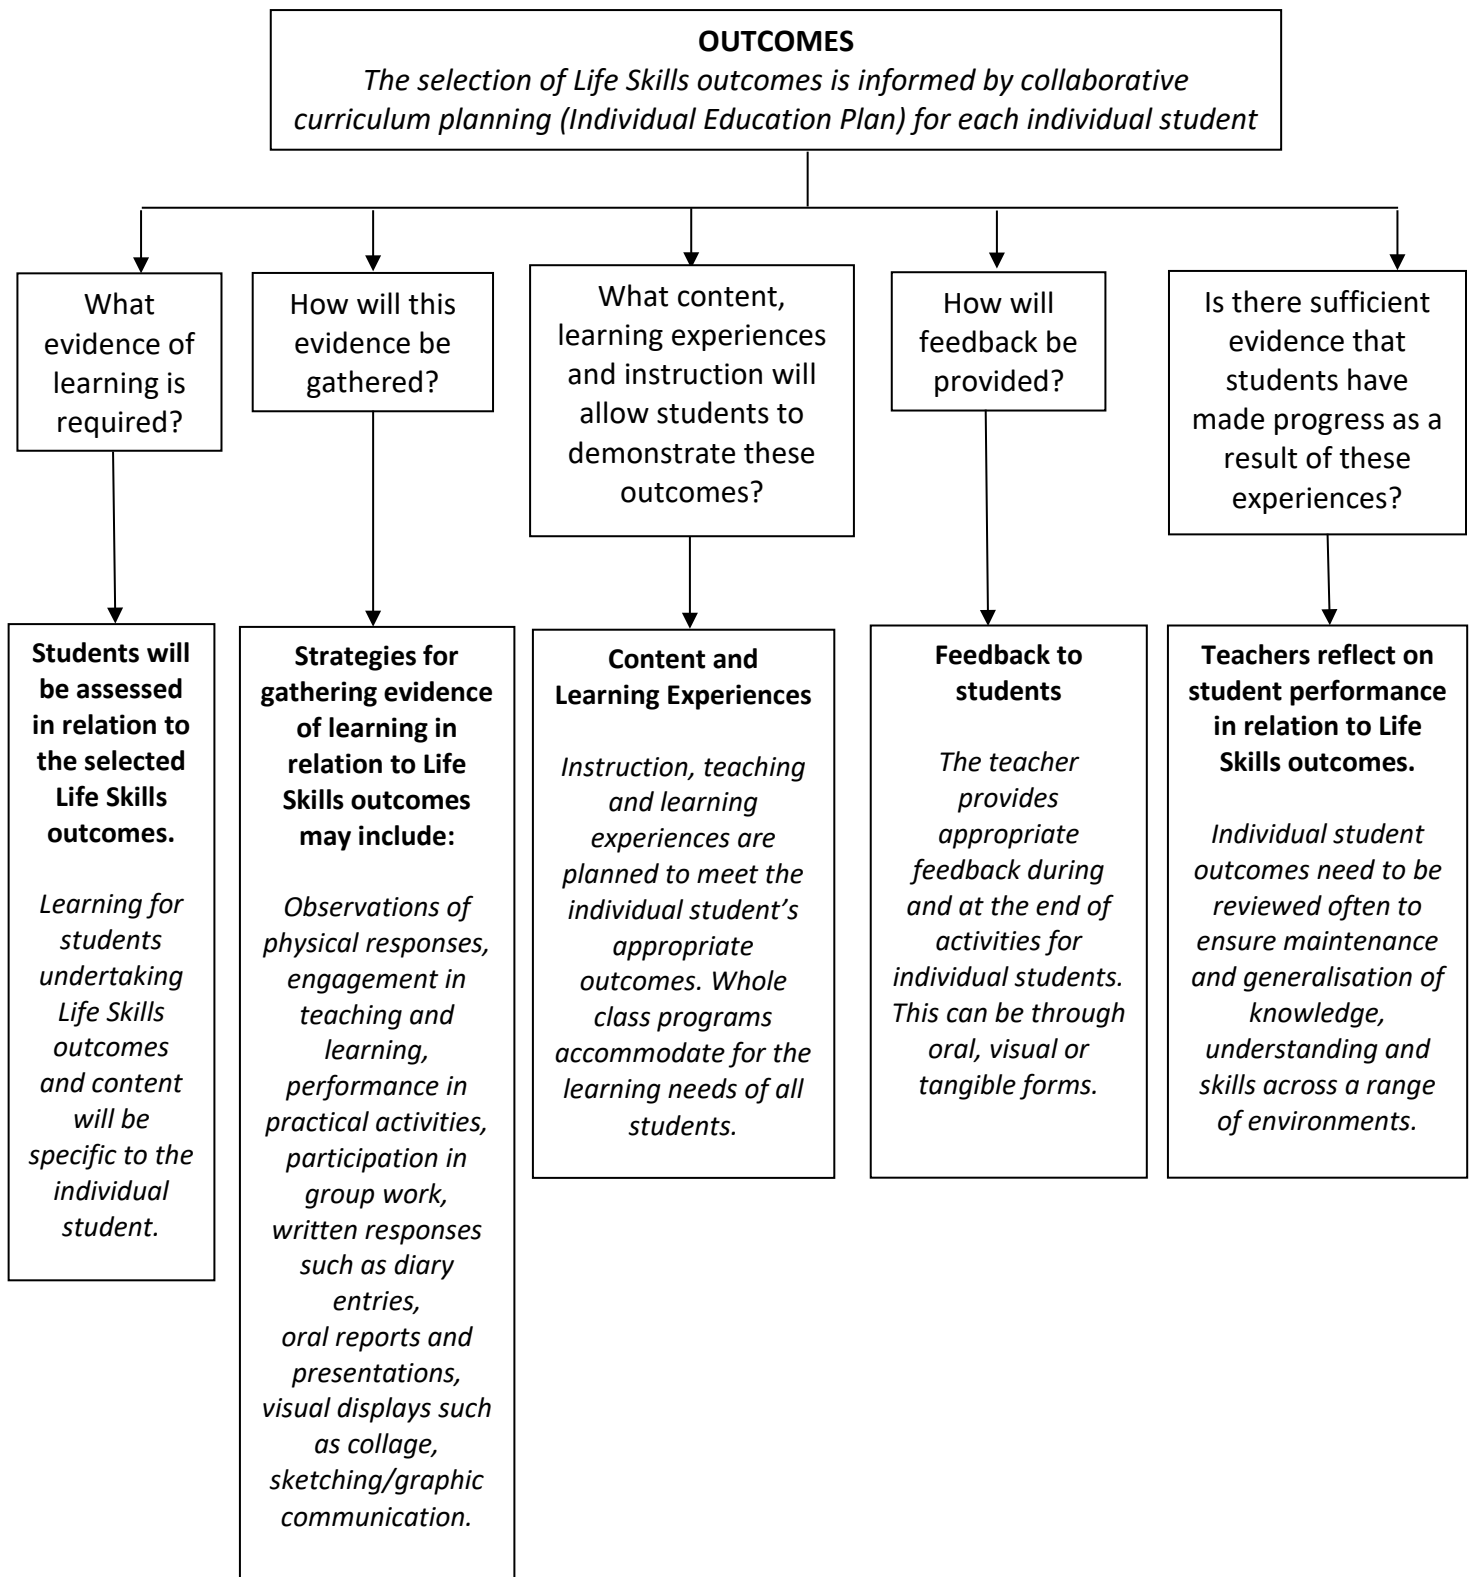 OUTCOMES
The selection of Life Skills outcomes is informed by collaborative
curriculum planning (Individual Education Plan) for each individual student
What
evidence of
learning is
required?
How will this
evidence be
gathered?
What content,
learning experiences
and instruction will
allow students to
demonstrate these
outcomes?
How will
feedback be
provided?
Is there sufficient
evidence that
students have
made progress as a
result of these
experiences?
Students will
be assessed
in relation to
the selected
Life Skills
outcomes.
Learning for
students
undertaking
Life Skills
outcomes
and content
will be
specific to the
individual
student.
Strategies for
gathering evidence
of learning in
relation to Life
Skills outcomes
may include:
Observations of
physical responses,
engagement in
teaching and
learning,
performance in
practical activities,
participation in
group work,
written responses
such as diary
entries,
oral reports and
presentations,
visual displays such
as collage,
sketching/graphic
communication.
Content and
Learning Experiences
Instruction, teaching
and learning
experiences are
planned to meet the
individual student’s
appropriate
outcomes. Whole
class programs
accommodate for the
learning needs of all
students.
Feedback to
students
The teacher
provides
appropriate
feedback during
and at the end of
activities for
individual students.
This can be through
oral, visual or
tangible forms.
Teachers reflect on
student performance
in relation to Life
Skills outcomes.
Individual student
outcomes need to be
reviewed often to
ensure maintenance
and generalisation of
knowledge,
understanding and
skills across a range
of environments.